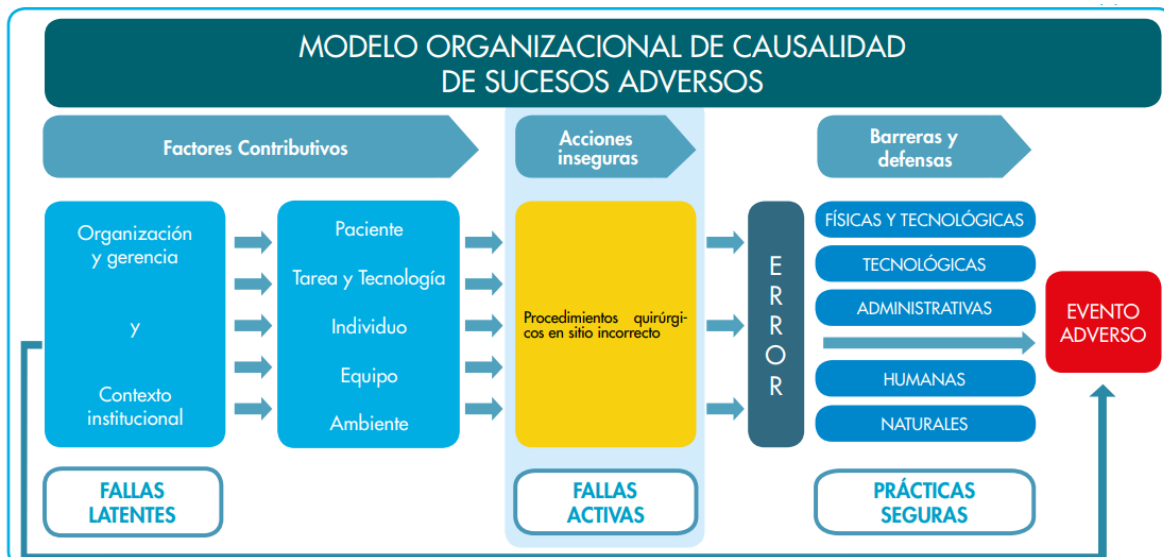 MODELO ORGANIZACIONAL DE CAUSALIDAD
DE SUCESOS ADVERSOS
Factores Contributivos
Acciones
inseguras
Barreras y
defensas
Organización
y gerencia
y
Contexto
institucional
Paciente
Tarea y Tecnología
Individuo
Equipo
Ambiente
Procedimientos quirúrgi-
cos en sitio incorrecto
ERROR
FÍSICAS Y TECNOLÓGICAS
TECNOLÓGICAS
ADMINISTRATIVAS
HUMANAS
NATURALES
EVENTO
ADVERSO
FALLAS
LATENTES
FALLAS
ACTIVAS
PRÁCTICAS
SEGURAS